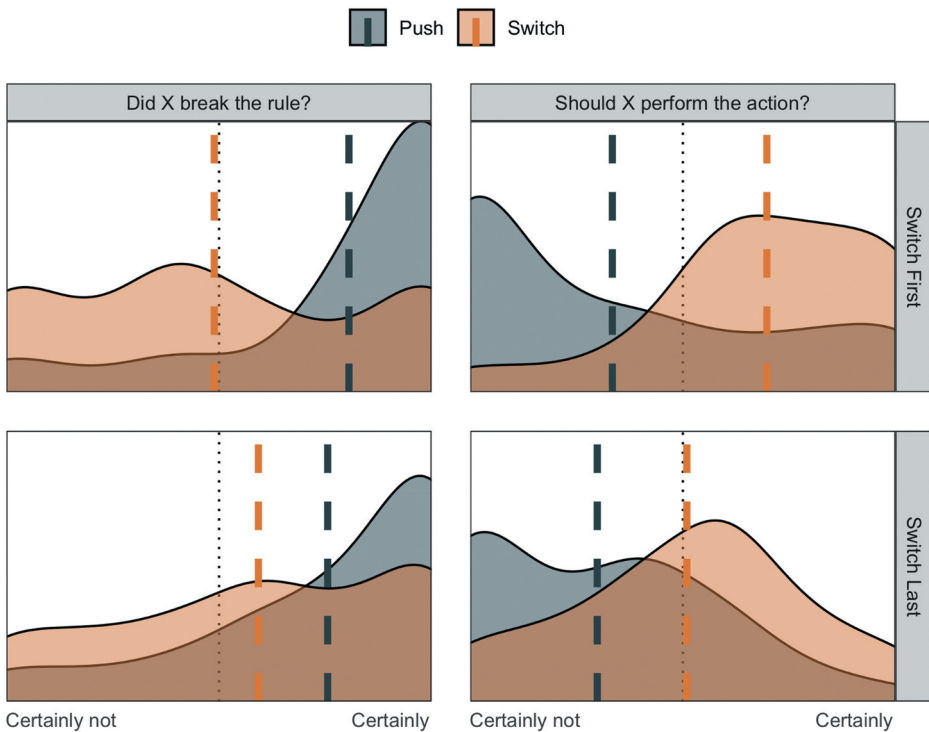 Push Switch
Did X break the rule?
Should X perform the action?
Switch First
Switch Last
Certainly not Certainly
Certainly not Certainly